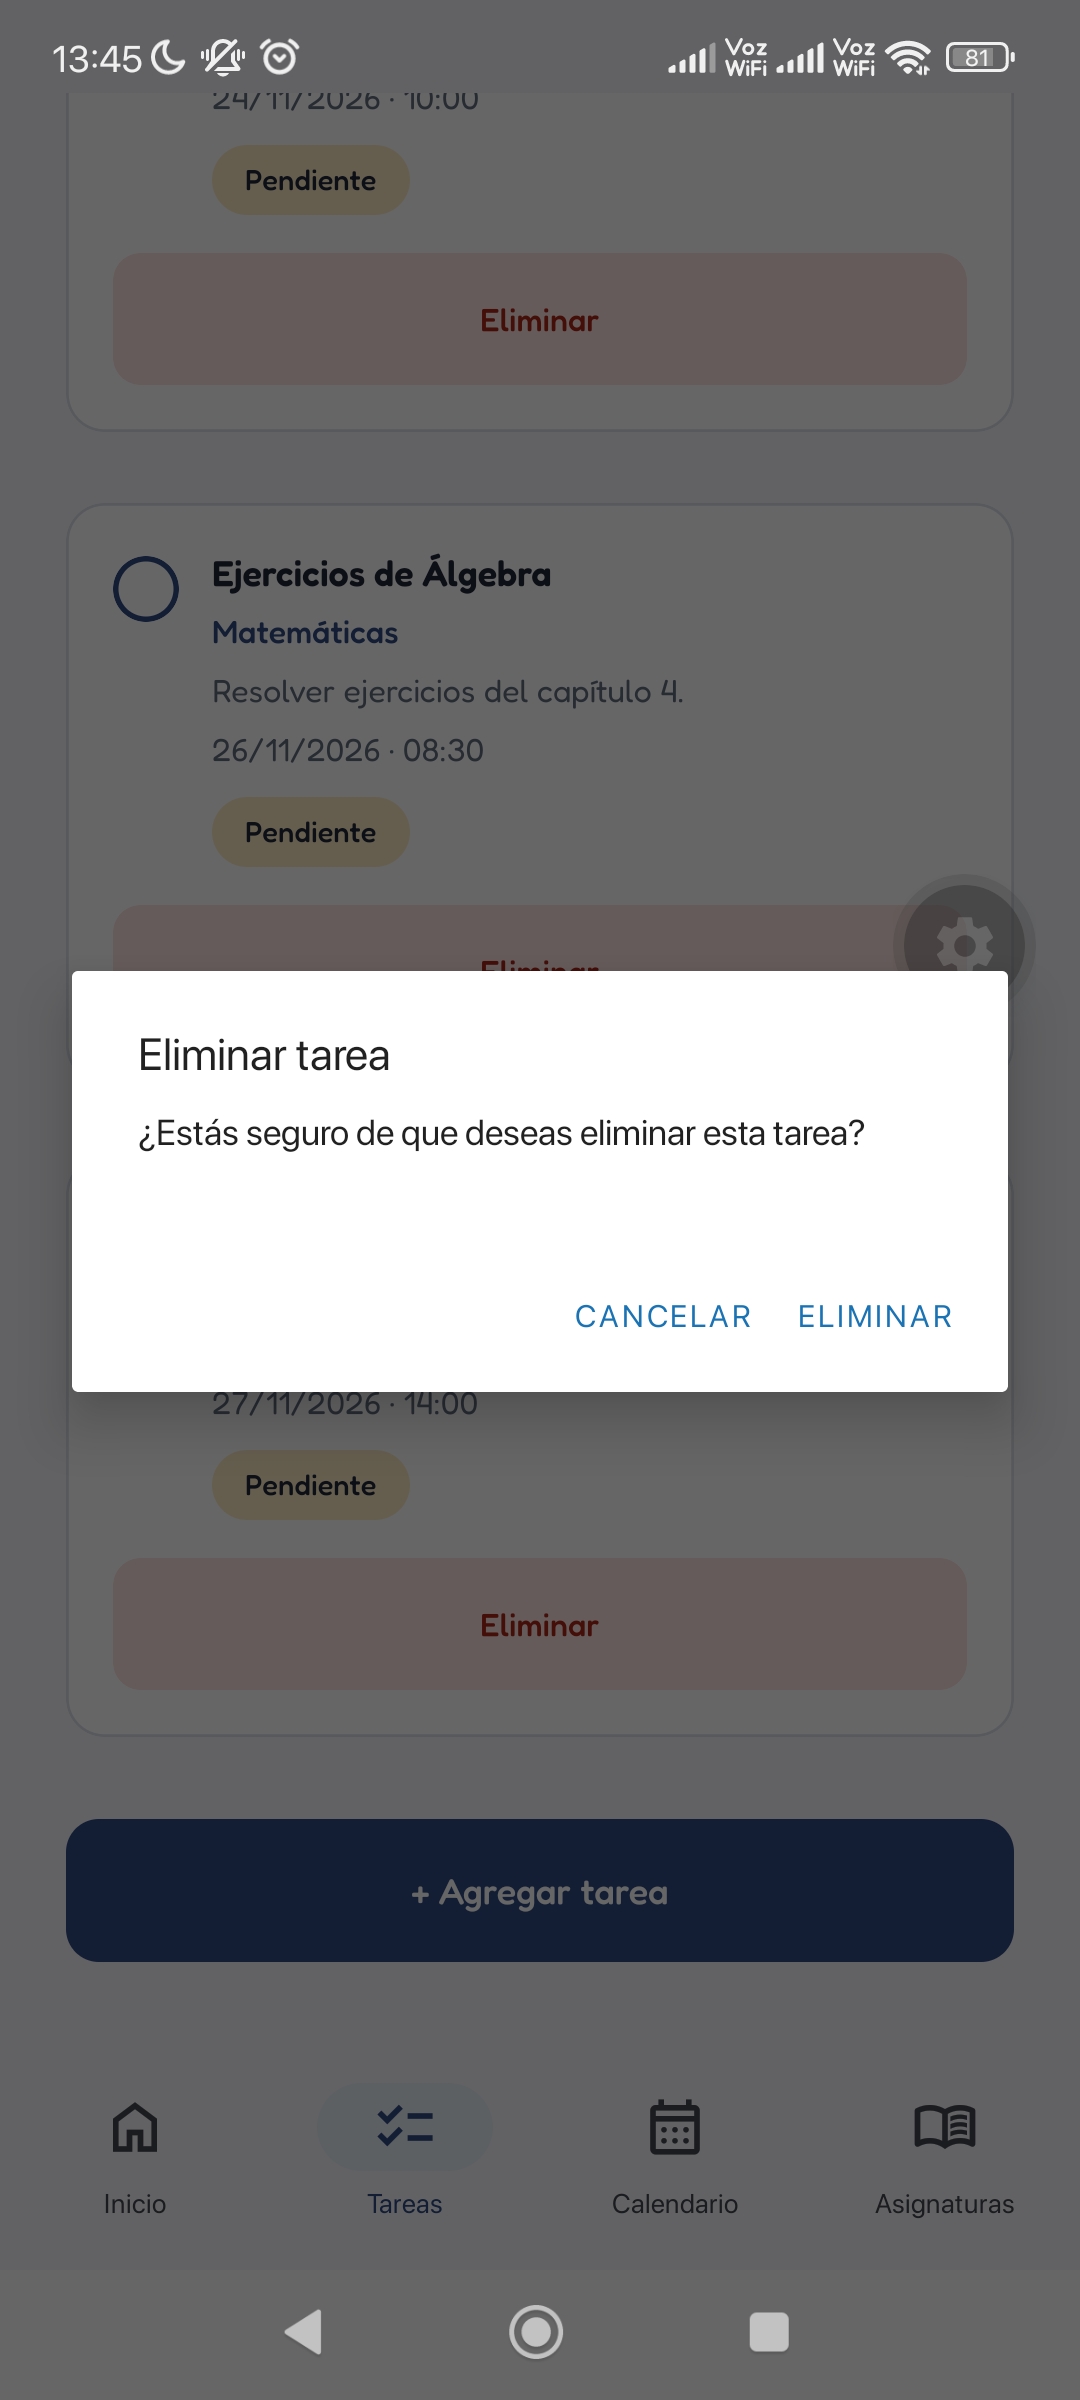 13:45
Voz WiFi
Voz WiFi
81
24/11/2026 · 10:00
Pendiente
Eliminar
Ejercicios de Álgebra
Matemáticas
Resolver ejercicios del capítulo 4.
26/11/2026 · 08:30
Pendiente
Eliminar
Eliminar tarea
¿Estás seguro de que deseas eliminar esta tarea?
CANCELAR ELIMINAR
27/11/2026 · 14:00
Pendiente
Eliminar
+ Agregar tarea
Inicio Tareas Calendario Asignaturas